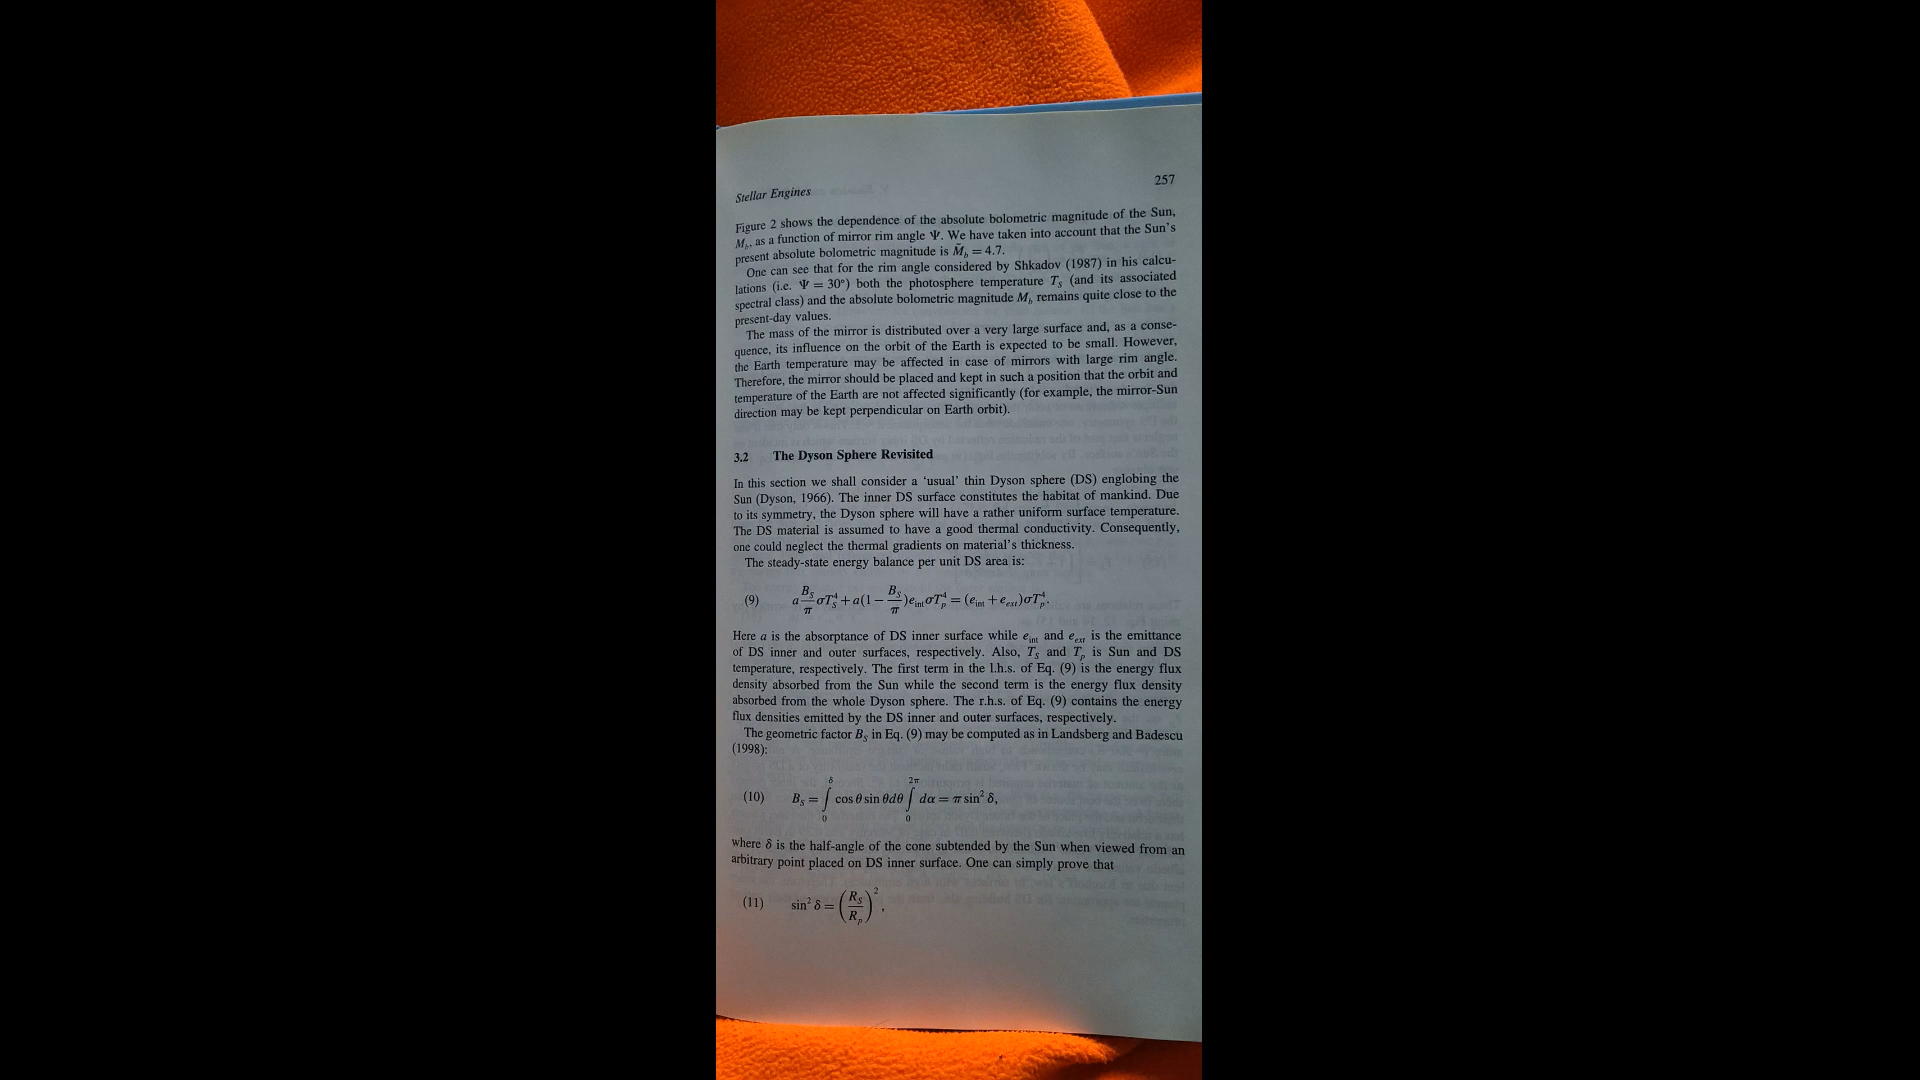 Stellar Engines 257
Figure 2 shows the dependence of the absolute bolometric magnitude of the Sun,
M_b, as a function of mirror rim angle Ψ. We have taken into account that the Sun's
present absolute bolometric magnitude is M̃_b = 4.7.
One can see that for the rim angle considered by Shkadov (1987) in his calcu-
lations (i.e. Ψ = 30°) both the photosphere temperature T_s (and its associated
spectral class) and the absolute bolometric magnitude M_b remains quite close to the
present-day values.
The mass of the mirror is distributed over a very large surface and, as a conse-
quence, its influence on the orbit of the Earth is expected to be small. However,
the Earth temperature may be affected in case of mirrors with large rim angle.
Therefore, the mirror should be placed and kept in such a position that the orbit and
temperature of the Earth are not affected significantly (for example, the mirror-Sun
direction may be kept perpendicular on Earth orbit).
3.2 The Dyson Sphere Revisited
In this section we shall consider a 'usual' thin Dyson sphere (DS) englobing the
Sun (Dyson, 1966). The inner DS surface constitutes the habitat of mankind. Due
to its symmetry, the Dyson sphere will have a rather uniform surface temperature.
The DS material is assumed to have a good thermal conductivity. Consequently,
one could neglect the thermal gradients on material's thickness.
The steady-state energy balance per unit DS area is:
(9) a B_S/π σT_S^4 + a(1 − B_S/π)e_int σT_p^4 = (e_int + e_ext)σT_p^4.
Here a is the absorptance of DS inner surface while e_int and e_ext is the emittance
of DS inner and outer surfaces, respectively. Also, T_S and T_p is Sun and DS
temperature, respectively. The first term in the l.h.s. of Eq. (9) is the energy flux
density absorbed from the Sun while the second term is the energy flux density
absorbed from the whole Dyson sphere. The r.h.s. of Eq. (9) contains the energy
flux densities emitted by the DS inner and outer surfaces, respectively.
The geometric factor B_S in Eq. (9) may be computed as in Landsberg and Badescu
(1998):
(10) B_S = ∫_0^δ cos θ sin θdθ ∫_0^2π dα = π sin² δ,
where δ is the half-angle of the cone subtended by the Sun when viewed from an
arbitrary point placed on DS inner surface. One can simply prove that
(11) sin² δ = (R_S/R_p)²,